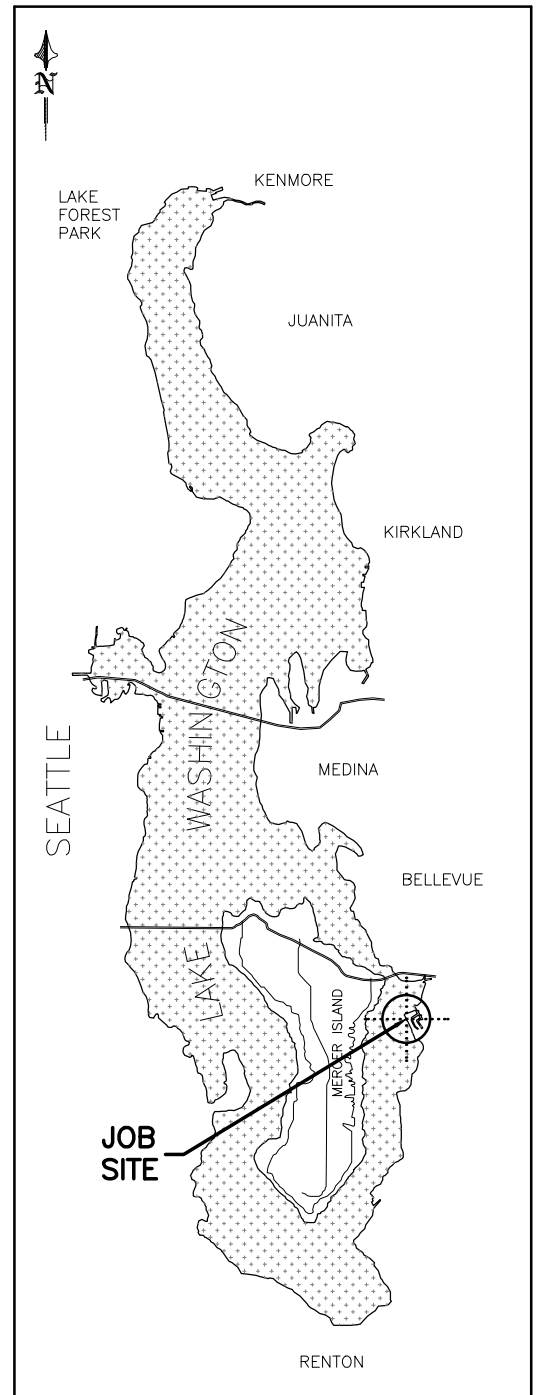 N
KENMORE
LAKE
FOREST
PARK
JUANITA
KIRKLAND
SEATTLE
LAKE WASHINGTON
MEDINA
BELLEVUE
MERCER ISLAND
JOB
SITE
RENTON